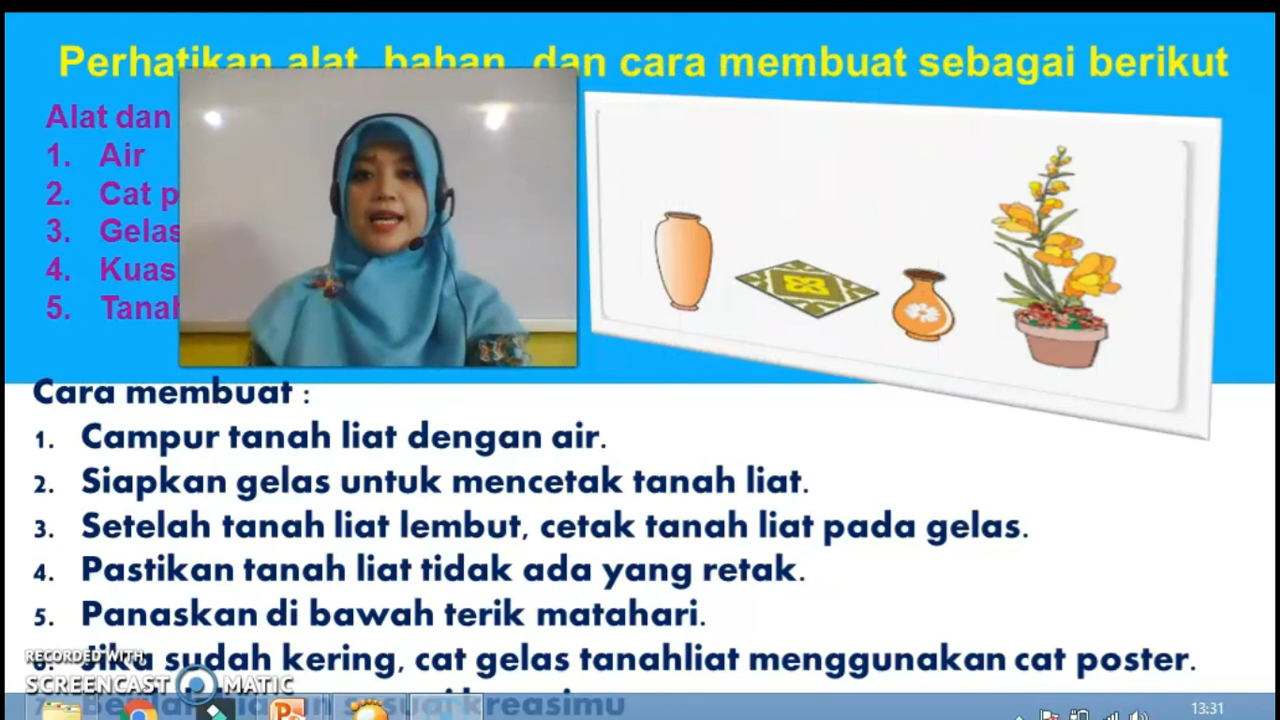 Perhatikan alat, bahan, dan cara membuat sebagai berikut
Alat dan
1. Air
2. Cat p
3. Gelas
4. Kuas
5. Tanah
Cara membuat :
1. Campur tanah liat dengan air.
2. Siapkan gelas untuk mencetak tanah liat.
3. Setelah tanah liat lembut, cetak tanah liat pada gelas.
4. Pastikan tanah liat tidak ada yang retak.
5. Panaskan di bawah terik matahari.
6. Jika sudah kering, cat gelas tanahliat menggunakan cat poster.
RECORDED WITH
SCREENCAST MATIC
7. kreasimu
13:31